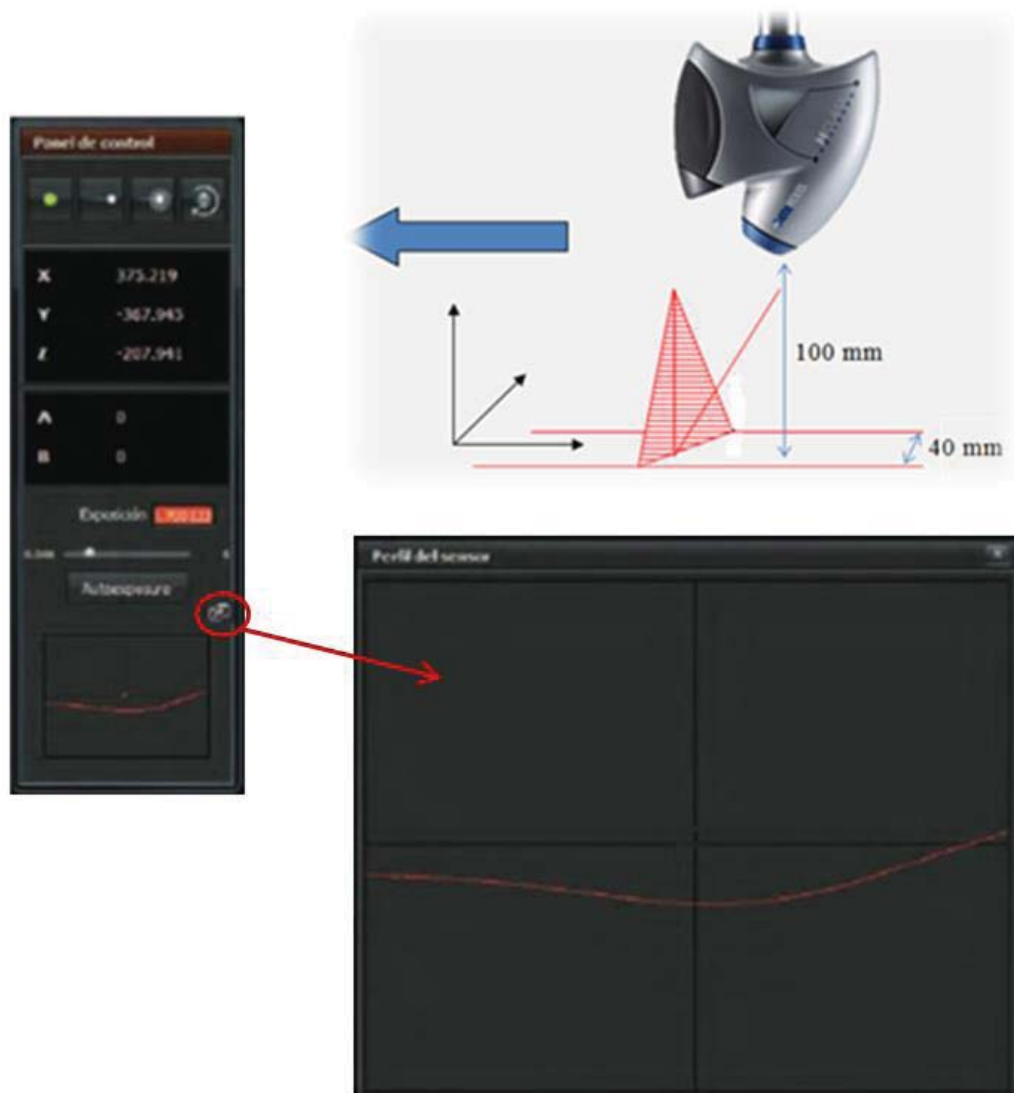 Panel de control
X 375.219
Y -367.945
Z -207.941
A 0
B 0
Exposición
Autoexposure
100 mm
40 mm
Perfil del sensor